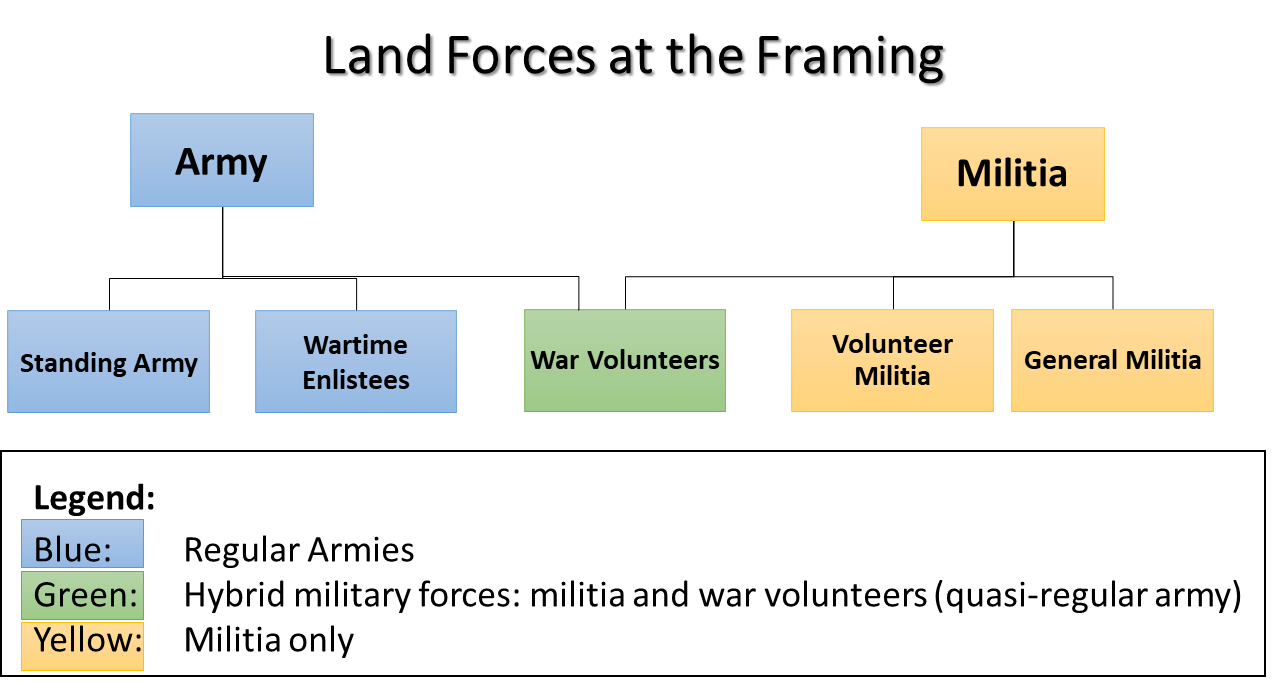 Land Forces at the Framing
Army
Militia
Standing Army
Wartime
Enlistees
War Volunteers
Volunteer
Militia
General Militia
Legend:
Blue: Regular Armies
Green: Hybrid military forces: militia and war volunteers (quasi-regular army)
Yellow: Militia only